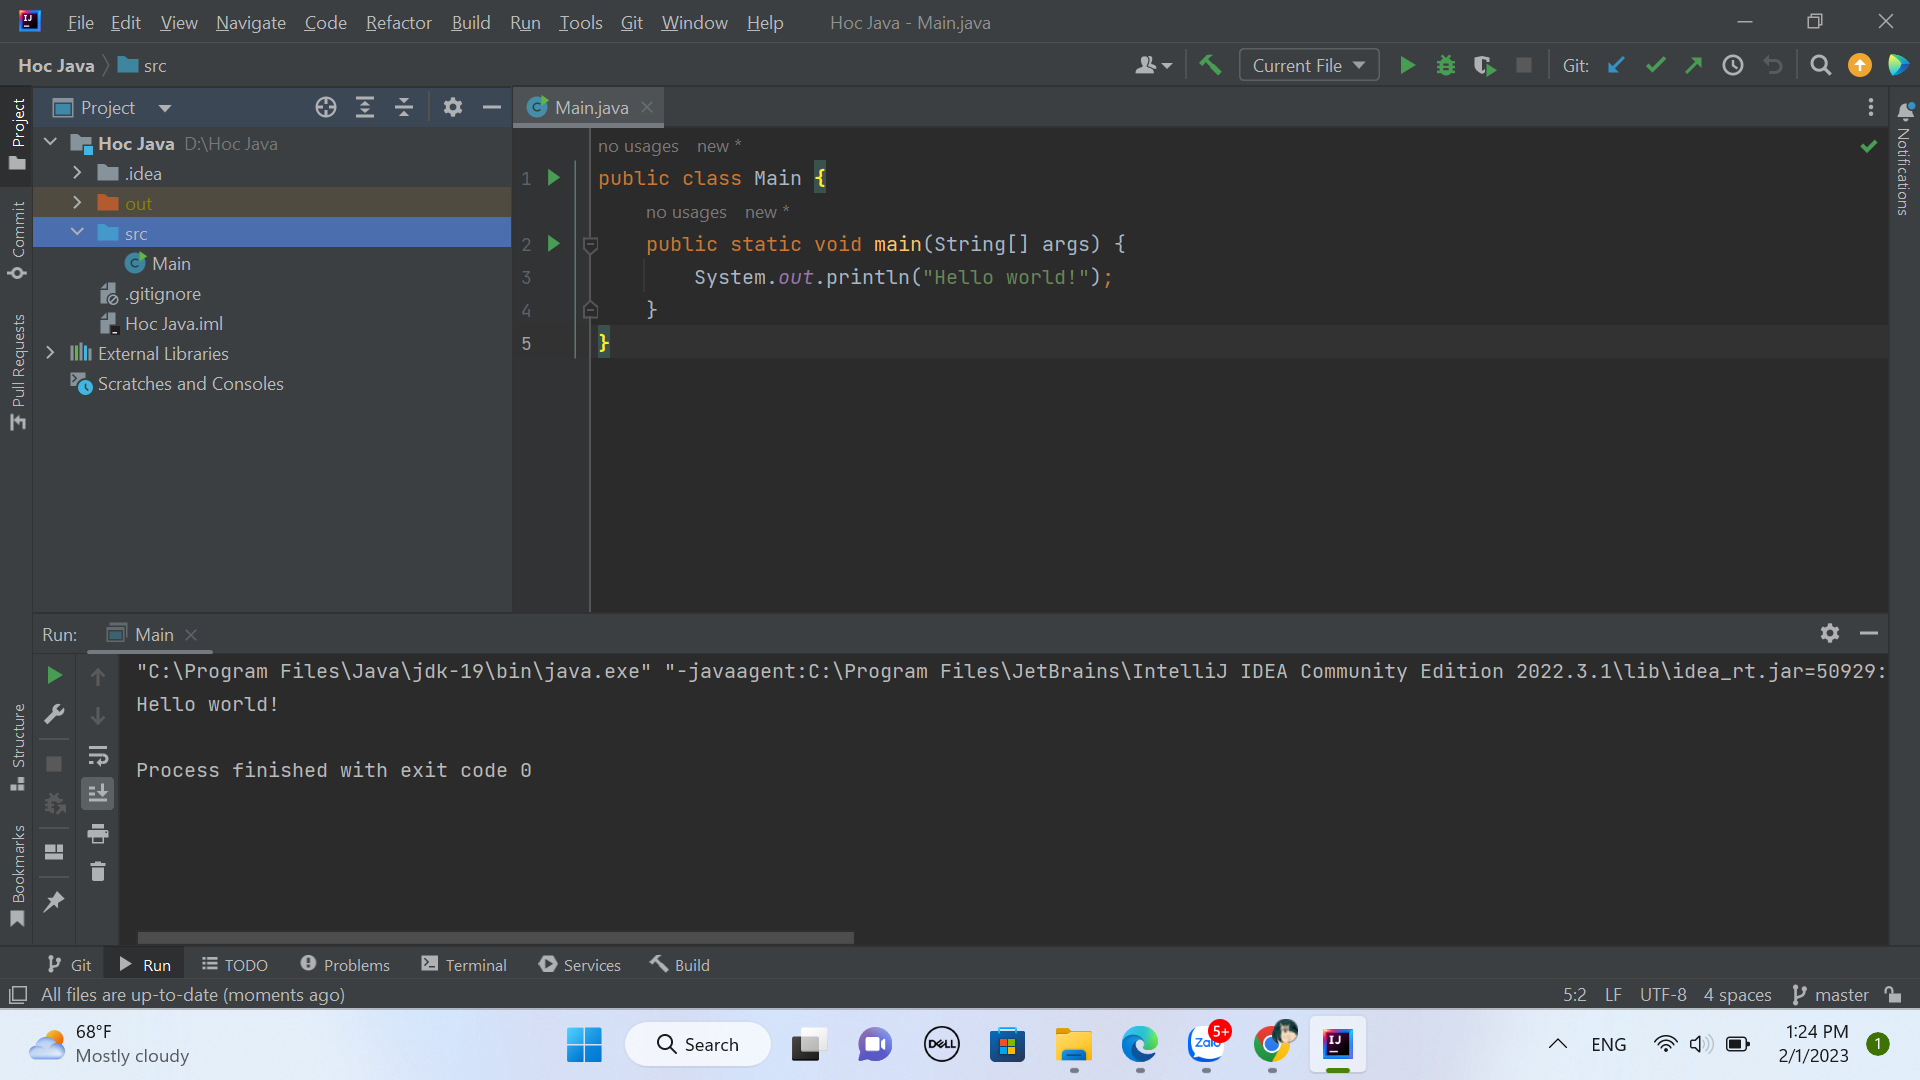 File Edit View Navigate Code Refactor Build Run Tools Git Window Help Hoc Java - Main.java
Hoc Java src Current File Git:
Project
Main.java
Hoc Java D:\Hoc Java
.idea
out
src
Main
.gitignore
Hoc Java.iml
External Libraries
Scratches and Consoles
Project
Commit
Pull Requests
Structure
Bookmarks
Notifications
no usages new *
1 public class Main {
no usages new *
2 public static void main(String[] args) {
3 System.out.println("Hello world!");
4 }
5 }
Run: Main
"C:\Program Files\Java\jdk-19\bin\java.exe" "-javaagent:C:\Program Files\JetBrains\IntelliJ IDEA Community Edition 2022.3.1\lib\idea_rt.jar=50929:
Hello world!
Process finished with exit code 0
Git Run TODO Problems Terminal Services Build
All files are up-to-date (moments ago) 5:2 LF UTF-8 4 spaces master
68°F
Mostly cloudy
Search
DELL
Zalo
5+
IJ
ENG
1:24 PM
2/1/2023
1